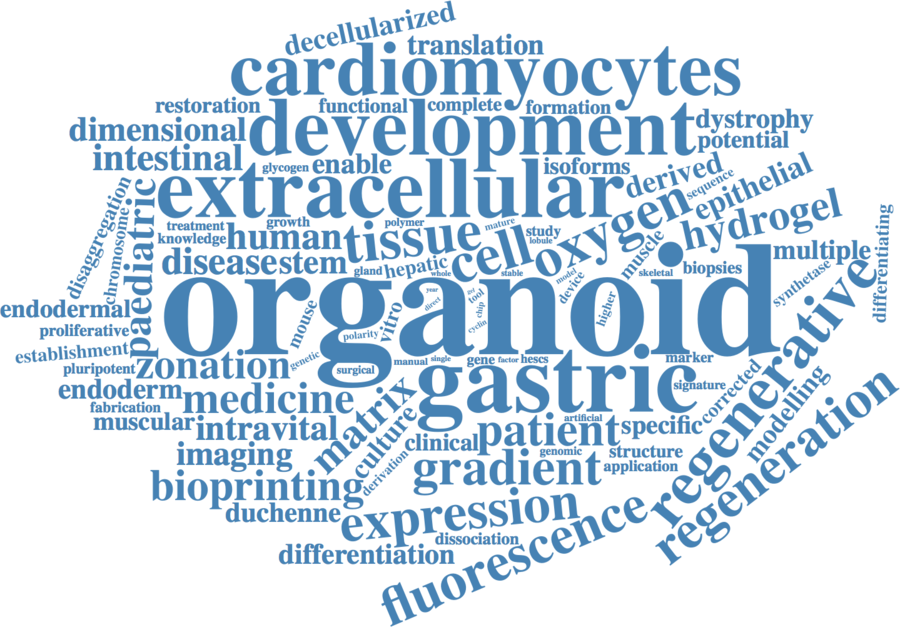 decellularized
translation
cardiomyocytes
restoration
functional
complete
formation
dimensional
development
dystrophy
potential
intestinal
glycogen
enable
isoforms
extracellular
derived
sequence
epithelial
disaggregation
chromosome
paediatric
treatment
growth
polymer
mature
knowledge
human
tissue
study
lobule
cell
oxygen
muscle
hydrogel
differentiating
disease
stem
gland
hepatic
whole
stable
model
device
skeletal
biopsies
multiple
synthetase
organoid
endodermal
proliferative
establishment
pluripotent
zonation
genetic
mouse
polarity
vitro
year
direct
tool
chip
cyclin
higher
regenerative
surgical
manual
single
gene
factor
hescs
marker
signature
corrected
modelling
endoderm
medicine
matrix
gastric
fabrication
muscular
intravital
culture
clinical
patient
artificial
specific
imaging
derivation
genomic
structure
application
gradient
bioprinting
regeneration
duchenne
expression
dissociation
fluorescence
differentiation